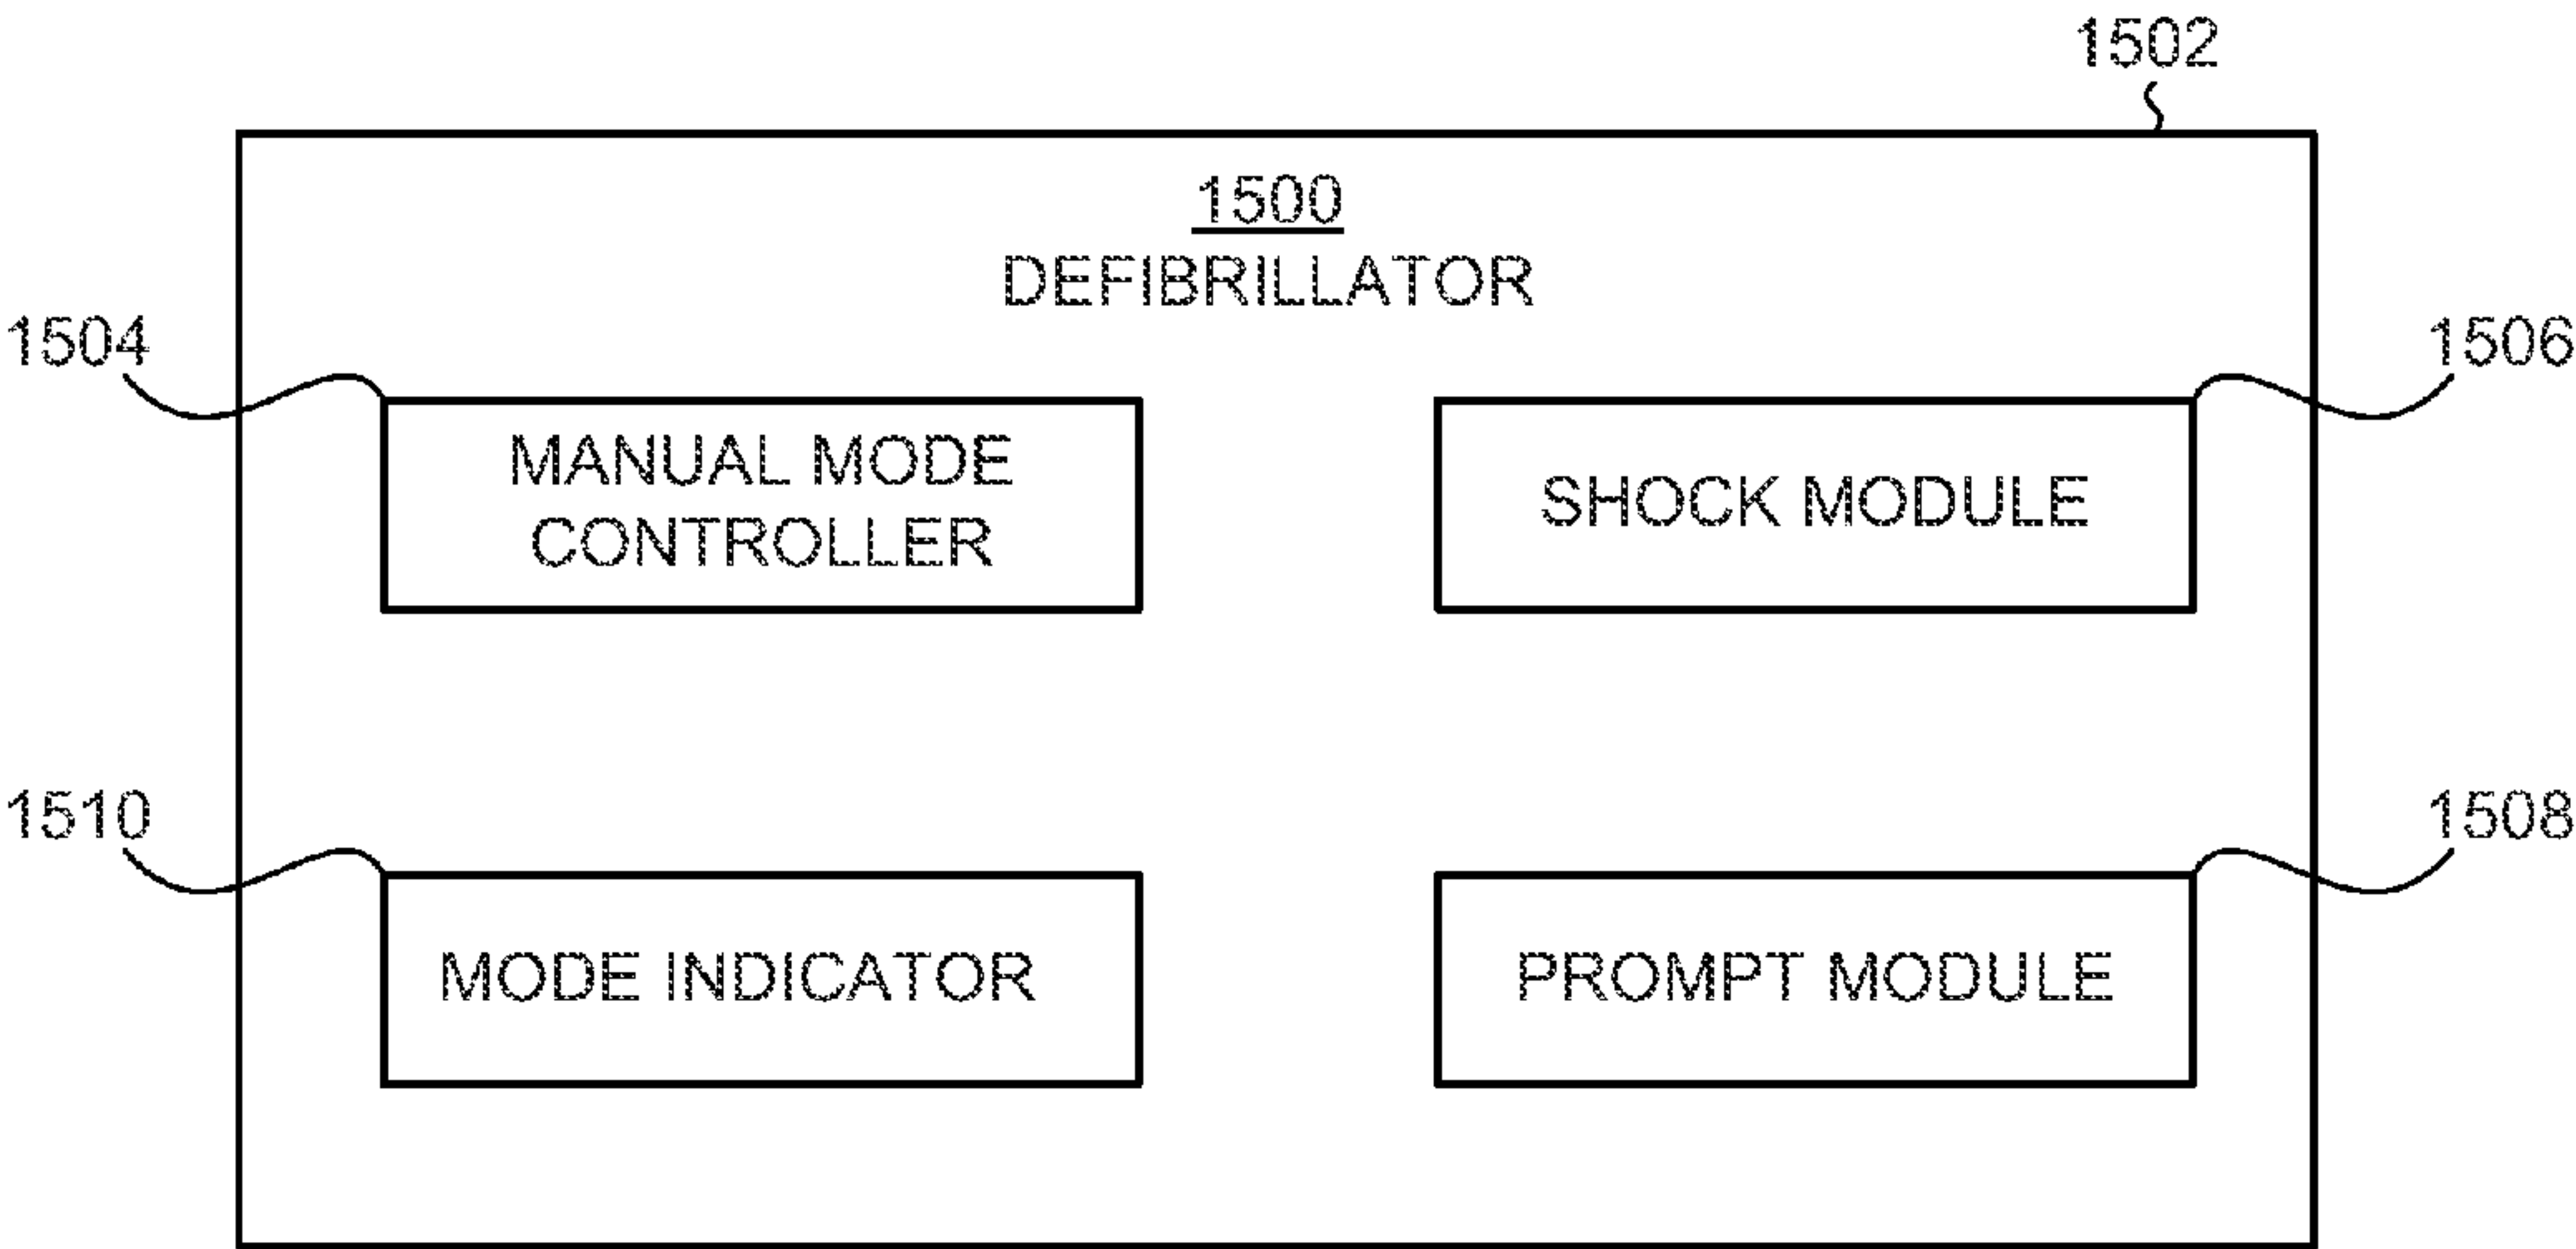 1502
1500
DEFIBRILLATOR
1504
1506
MANUAL MODE
CONTROLLER
SHOCK MODULE
1510
1508
MODE INDICATOR
PROMPT MODULE